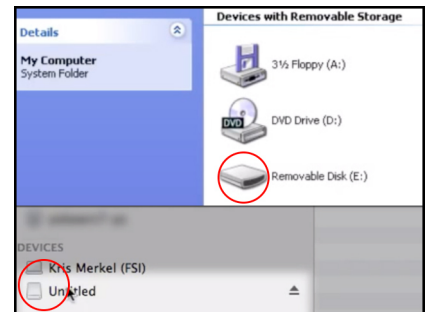 Devices with Removable Storage
Details
My Computer
System Folder
3½ Floppy (A:)
DVD
DVD Drive (D:)
Removable Disk (E:)
DEVICES
Kris Merkel (FSI)
Untitled